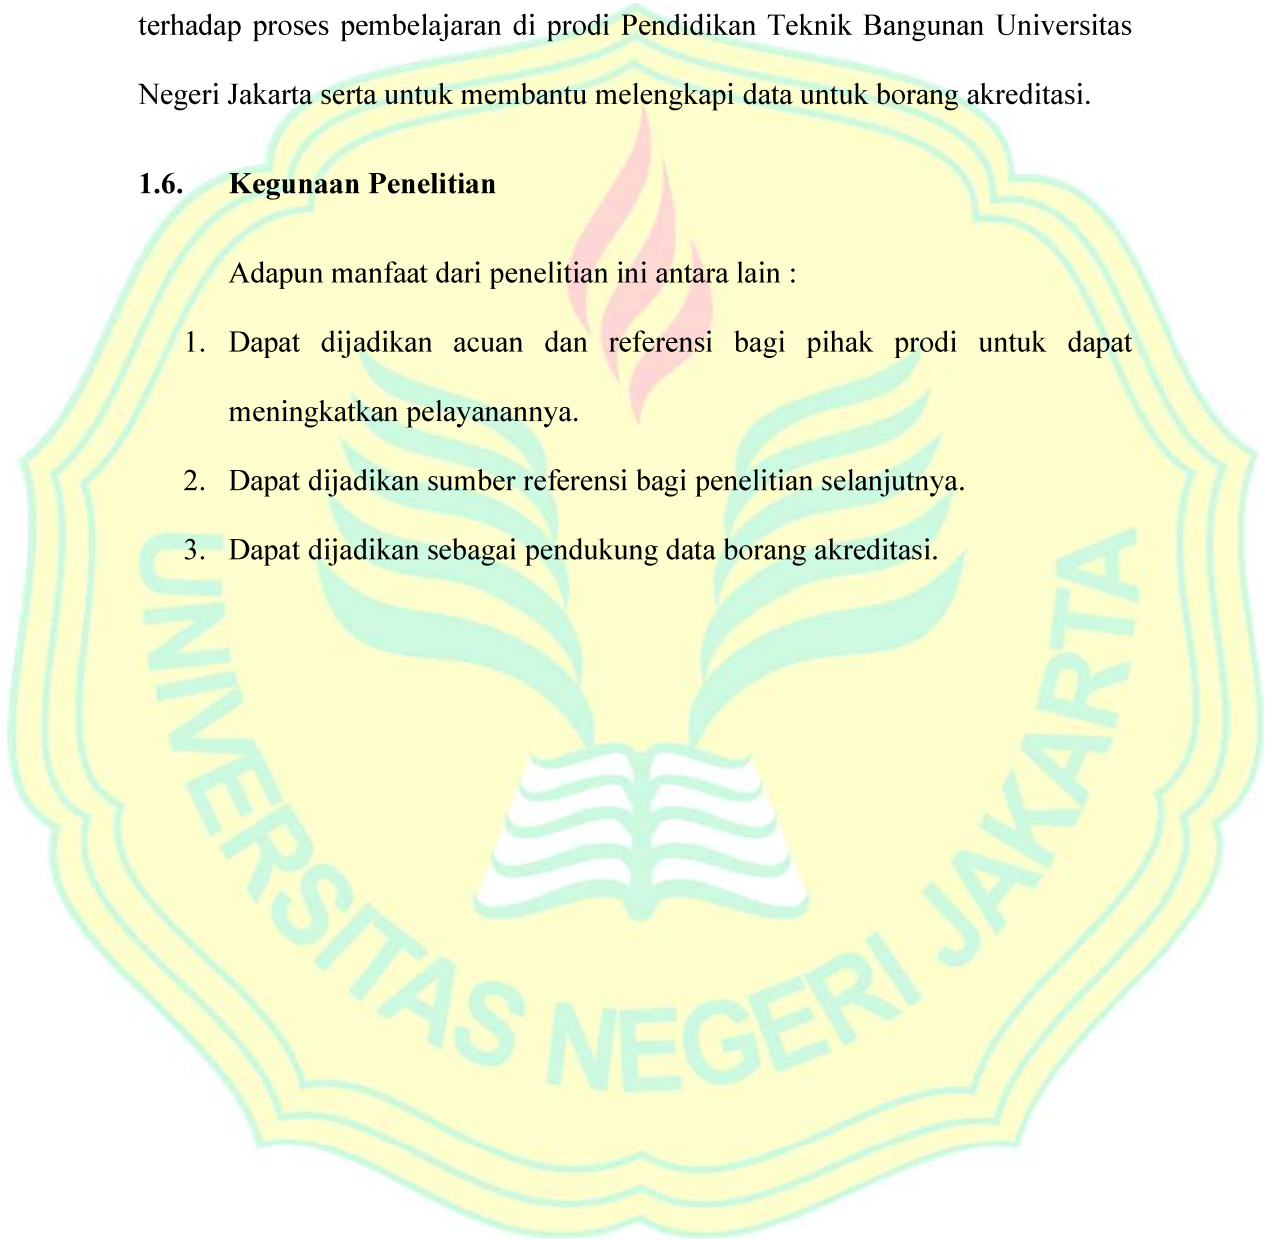 terhadap proses pembelajaran di prodi Pendidikan Teknik Bangunan Universitas
Negeri Jakarta serta untuk membantu melengkapi data untuk borang akreditasi.
1.6. Kegunaan Penelitian
Adapun manfaat dari penelitian ini antara lain :
1. Dapat dijadikan acuan dan referensi bagi pihak prodi untuk dapat
meningkatkan pelayanannya.
2. Dapat dijadikan sumber referensi bagi penelitian selanjutnya.
3. Dapat dijadikan sebagai pendukung data borang akreditasi.
UNIVERSITAS NEGERI JAKARTA